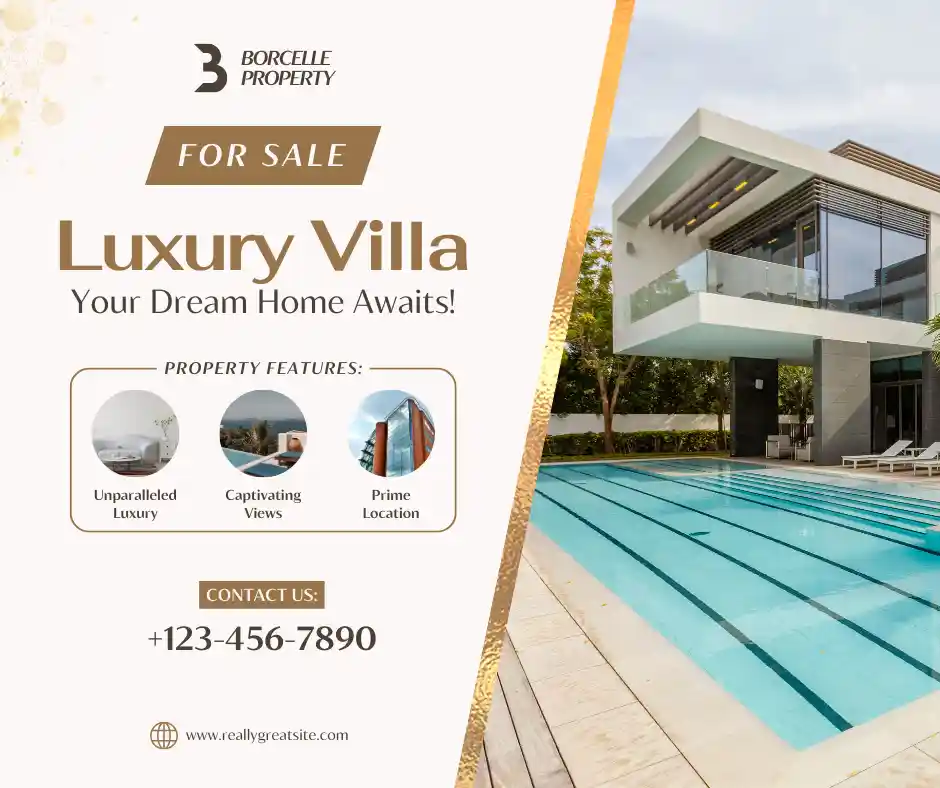 BORCELLE
PROPERTY
FOR SALE
Luxury Villa
Your Dream Home Awaits!
PROPERTY FEATURES:
Unparalleled
Luxury
Captivating
Views
Prime
Location
CONTACT US:
+123-456-7890
www.reallygreatsite.com